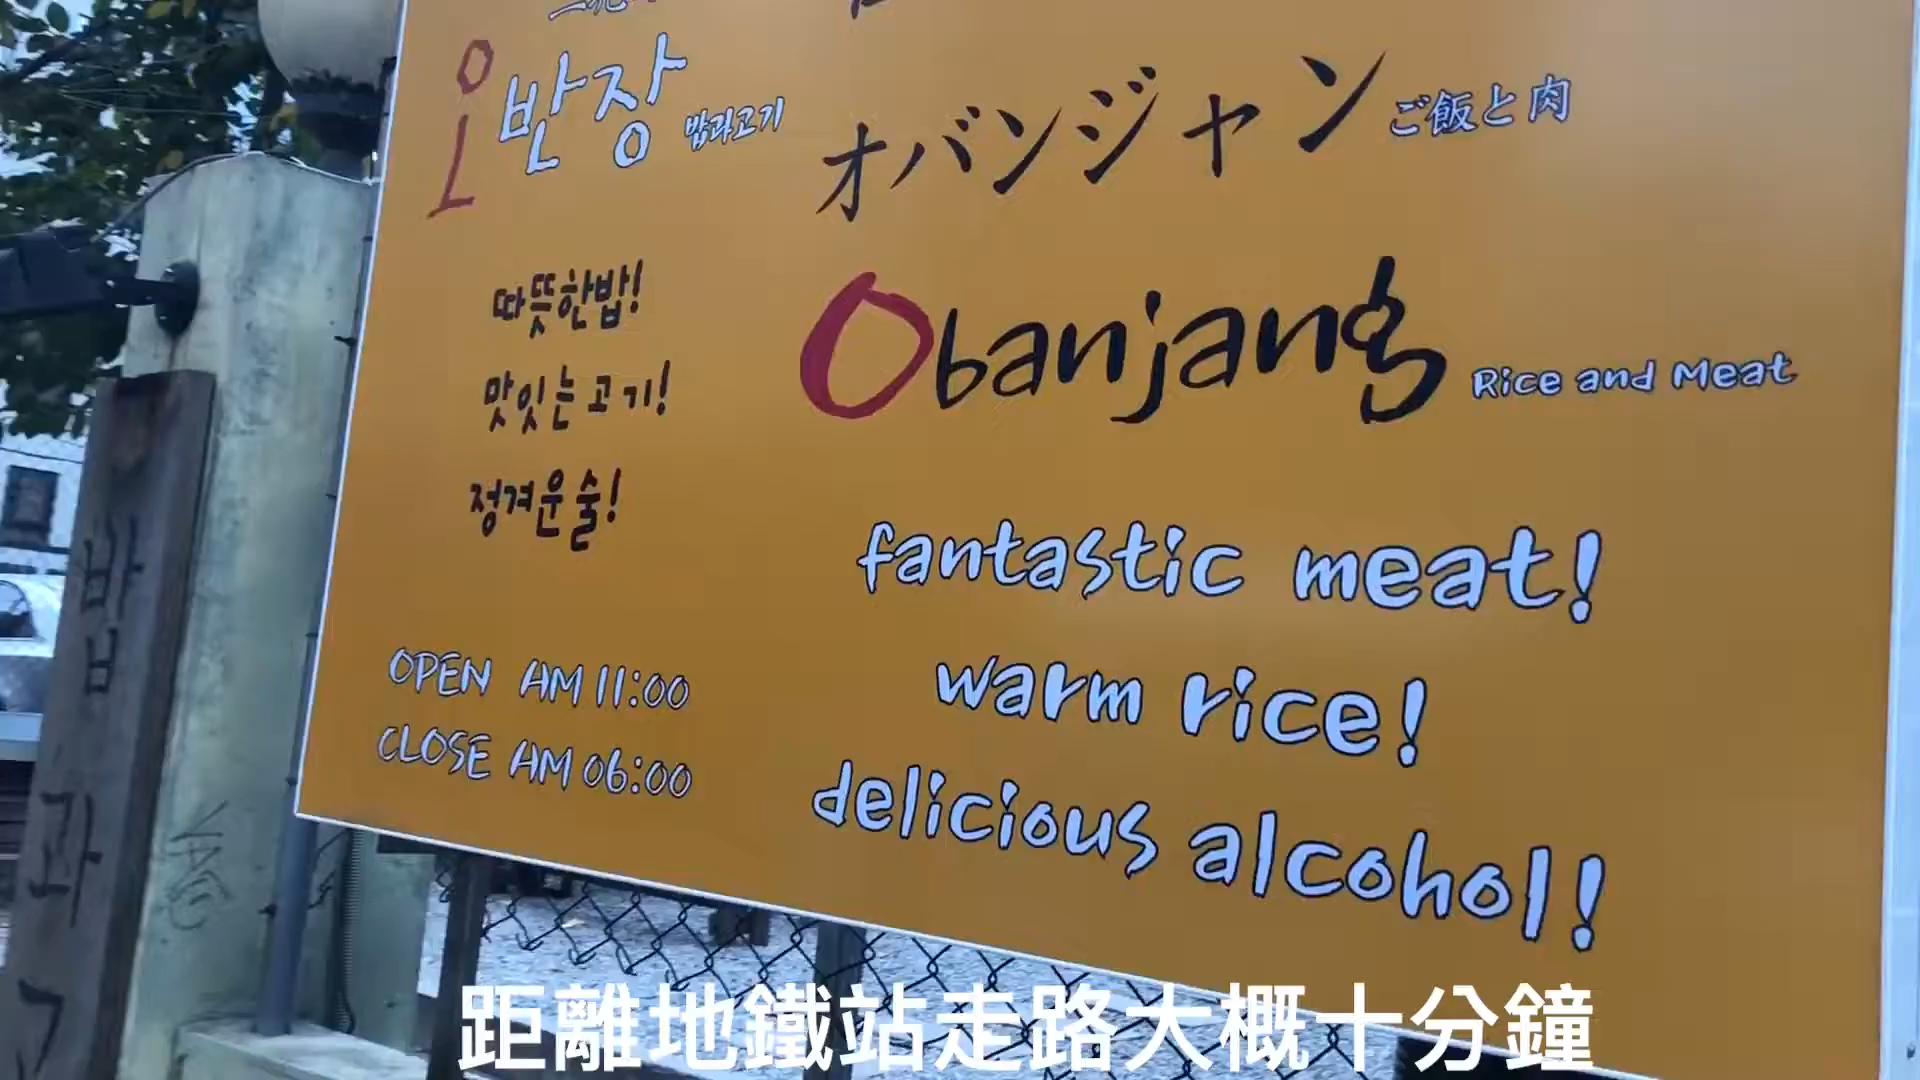 오반장 밥과고기
オバンジャン ご飯と肉
Obanjang Rice and Meat
따뜻한밥!
맛있는고기!
정겨운술!
fantastic meat!
warm rice!
delicious alcohol!
OPEN AM 11:00
CLOSE AM 06:00
밥과
距離地鐵站走路大概十分鐘